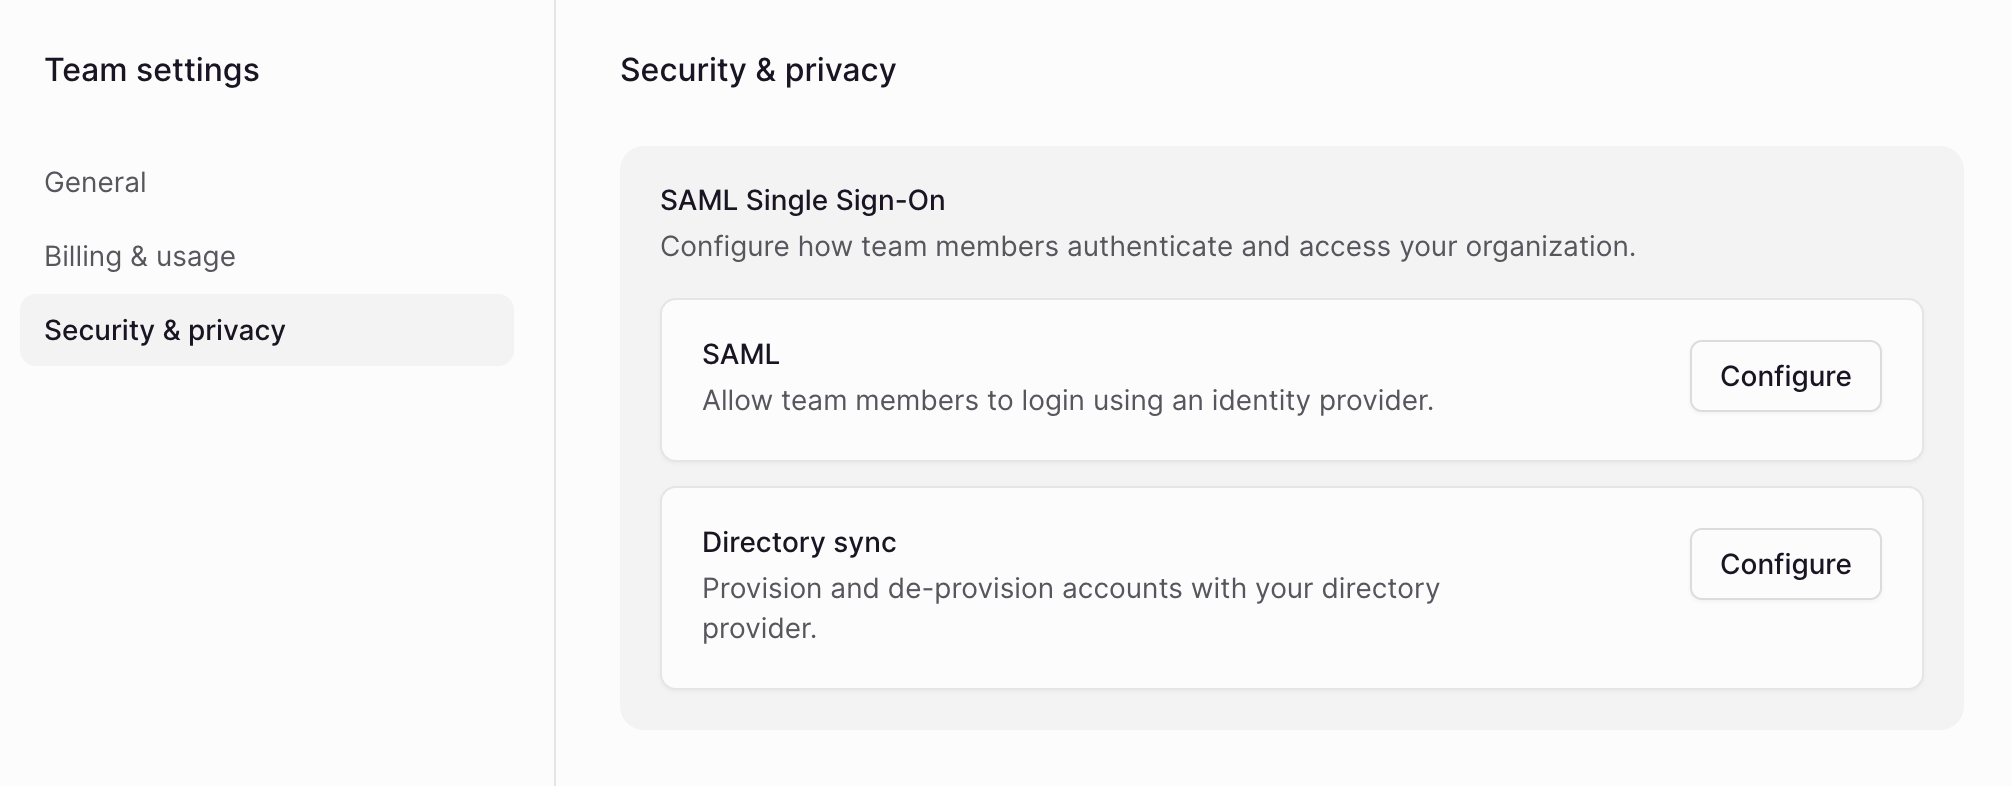 Team settings
General
Billing & usage
Security & privacy
Security & privacy
SAML Single Sign-On
Configure how team members authenticate and access your organization.
SAML
Allow team members to login using an identity provider.
Configure
Directory sync
Provision and de-provision accounts with your directory
provider.
Configure